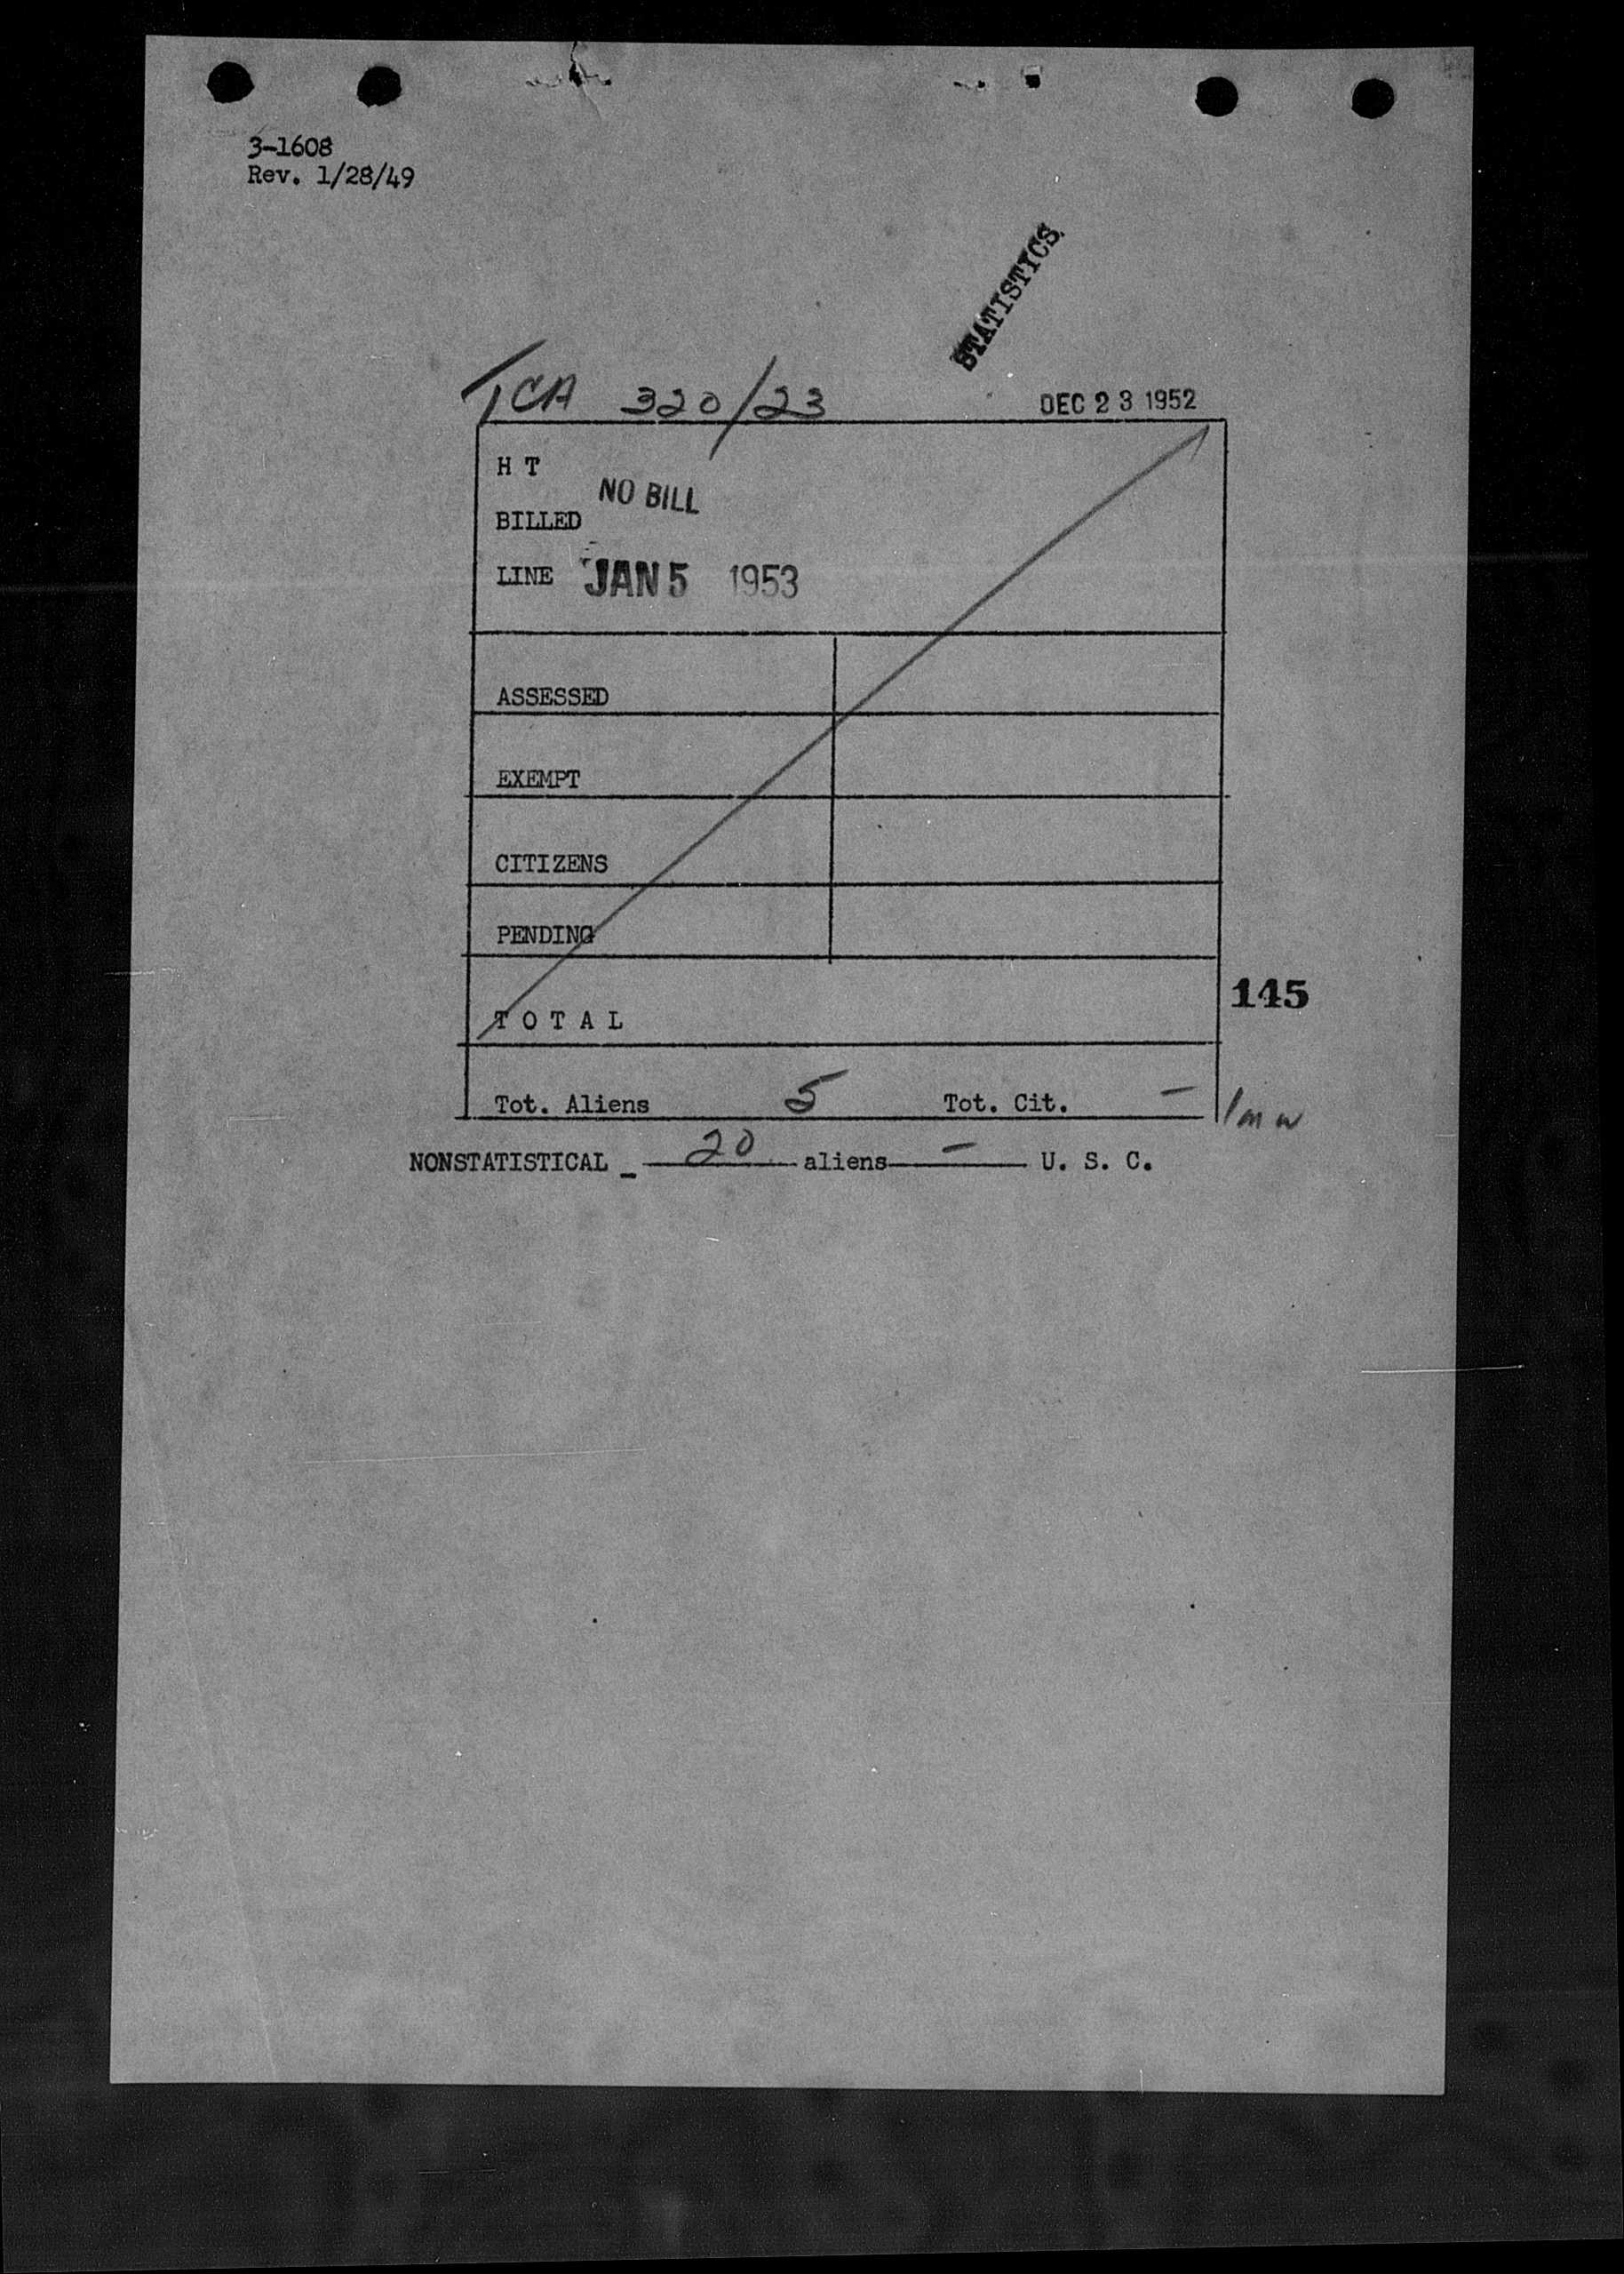 3-1608
Rev. 1/28/49
STATISTICS
TCA 320/23
DEC 23 1952
H T
NO BILL
BILLED
LINE JAN 5 1953
ASSESSED
EXEMPT
CITIZENS
PENDING
145
T O T A L
Tot. Aliens 5 Tot. Cit. -
NONSTATISTICAL - 20 aliens - U. S. C.